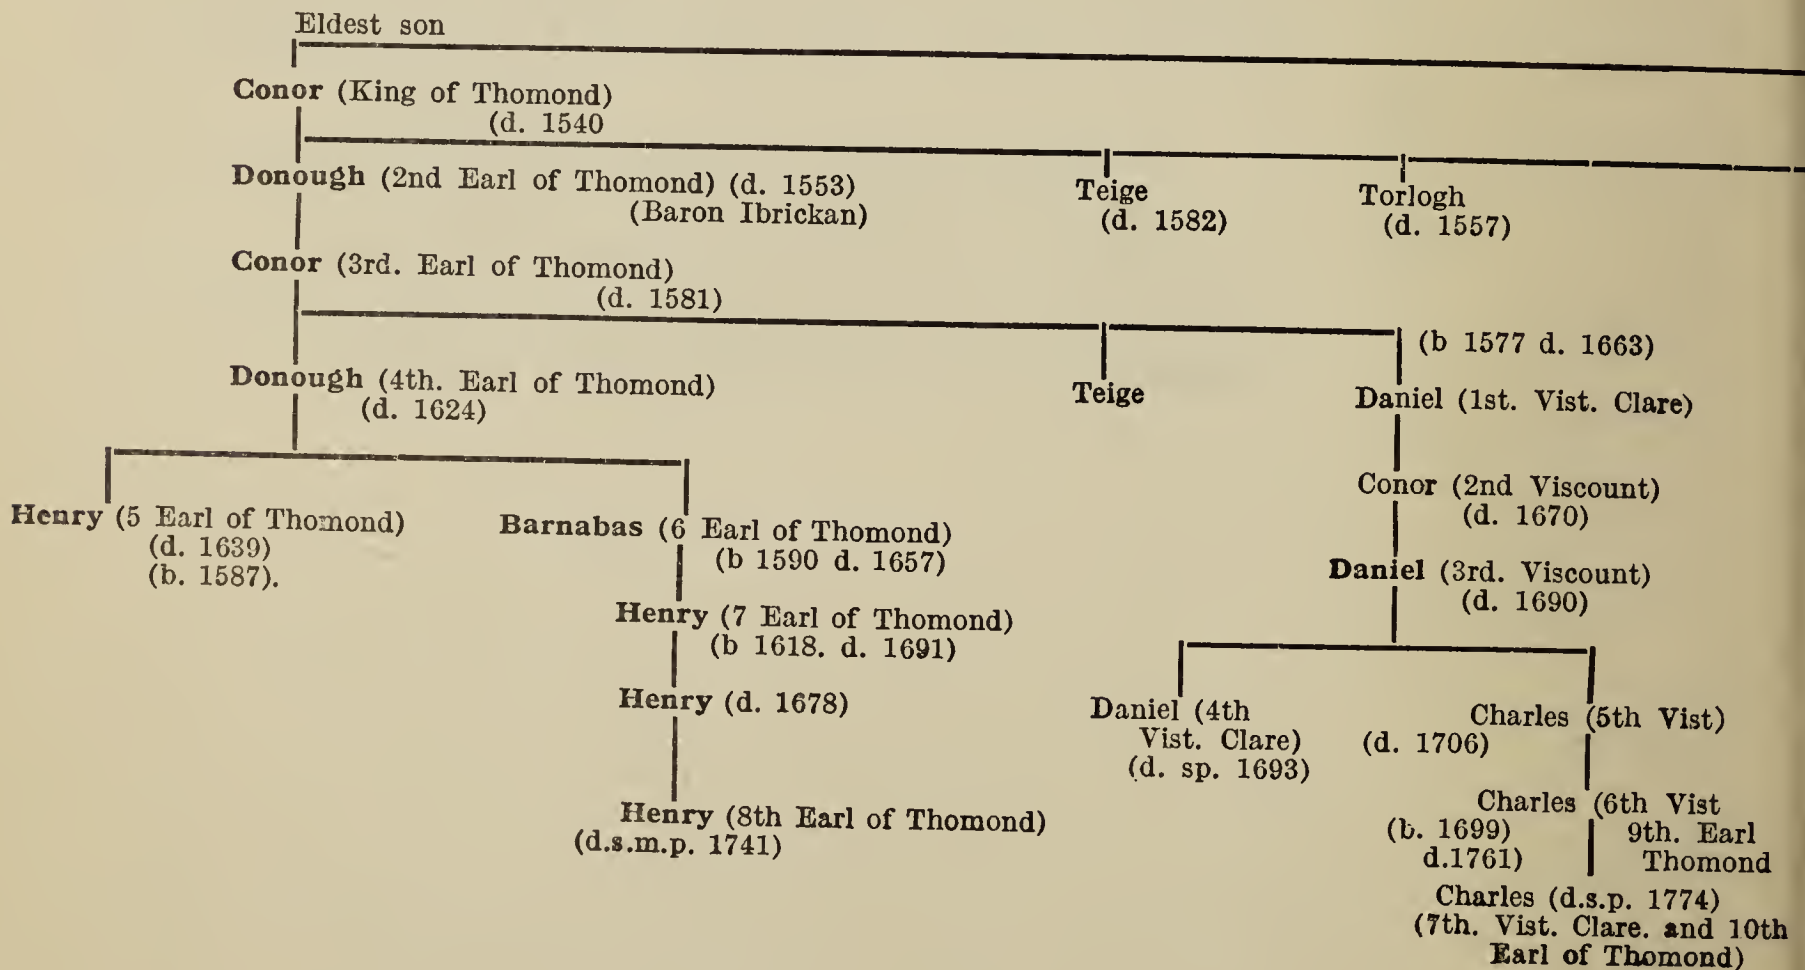 Eldest son
Conor (King of Thomond)
(d. 1540
Donough (2nd Earl of Thomond) (d. 1553)
(Baron Ibrickan)
Teige
(d. 1582)
Torlogh
(d. 1557)
Conor (3rd. Earl of Thomond)
(d. 1581)
(b 1577 d. 1663)
Donough (4th. Earl of Thomond)
(d. 1624)
Teige
Daniel (1st. Vist. Clare)
Conor (2nd Viscount)
(d. 1670)
Henry (5 Earl of Thomond)
(d. 1639)
(b. 1587).
Barnabas (6 Earl of Thomond)
(b 1590 d. 1657)
Daniel (3rd. Viscount)
(d. 1690)
Henry (7 Earl of Thomond)
(b 1618. d. 1691)
Henry (d. 1678)
Daniel (4th
Vist. Clare)
(d. sp. 1693)
Charles (5th Vist)
(d. 1706)
Henry (8th Earl of Thomond)
(d.s.m.p. 1741)
Charles (6th Vist
(b. 1699) 9th. Earl
d.1761) Thomond
Charles (d.s.p. 1774)
(7th. Vist. Clare. and 10th
Earl of Thomond)